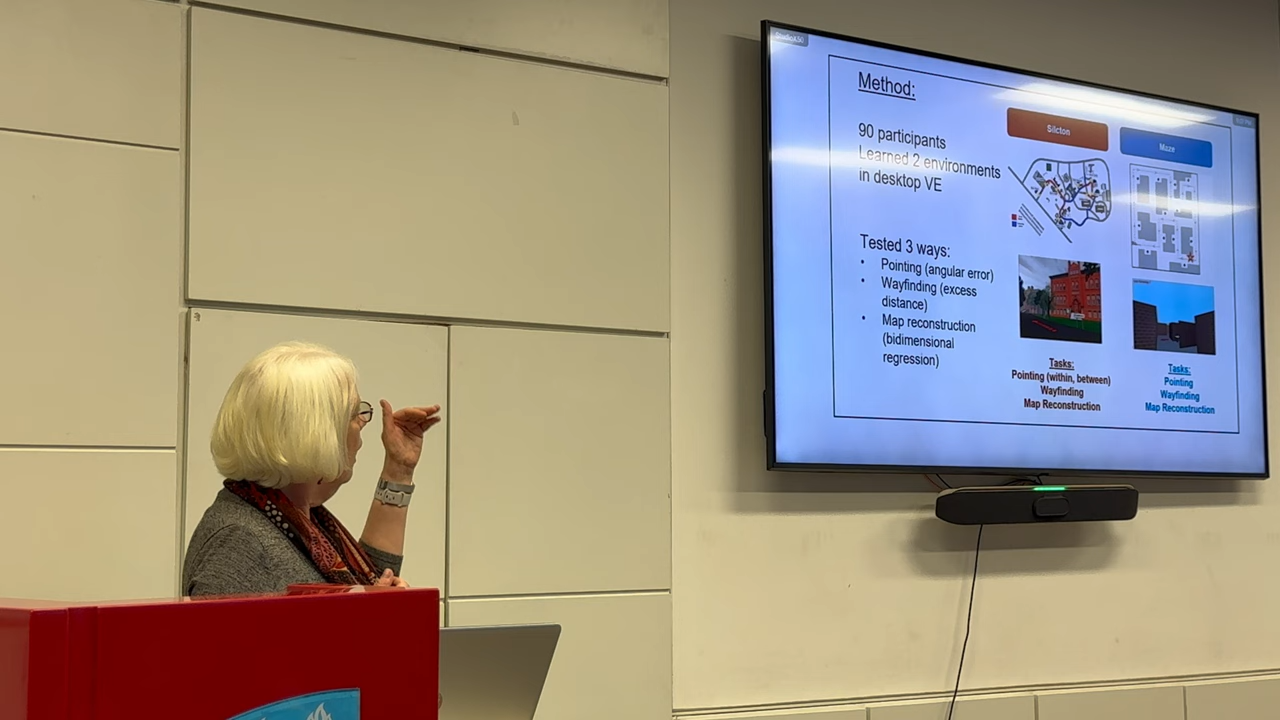 Method:
90 participants
Learned 2 environments
in desktop VE
Tested 3 ways:
• Pointing (angular error)
• Wayfinding (excess
distance)
• Map reconstruction
(bidimensional
regression)
Silcton
Maze
Tasks:
Pointing (within, between)
Wayfinding
Map Reconstruction
Tasks:
Pointing
Wayfinding
Map Reconstruction